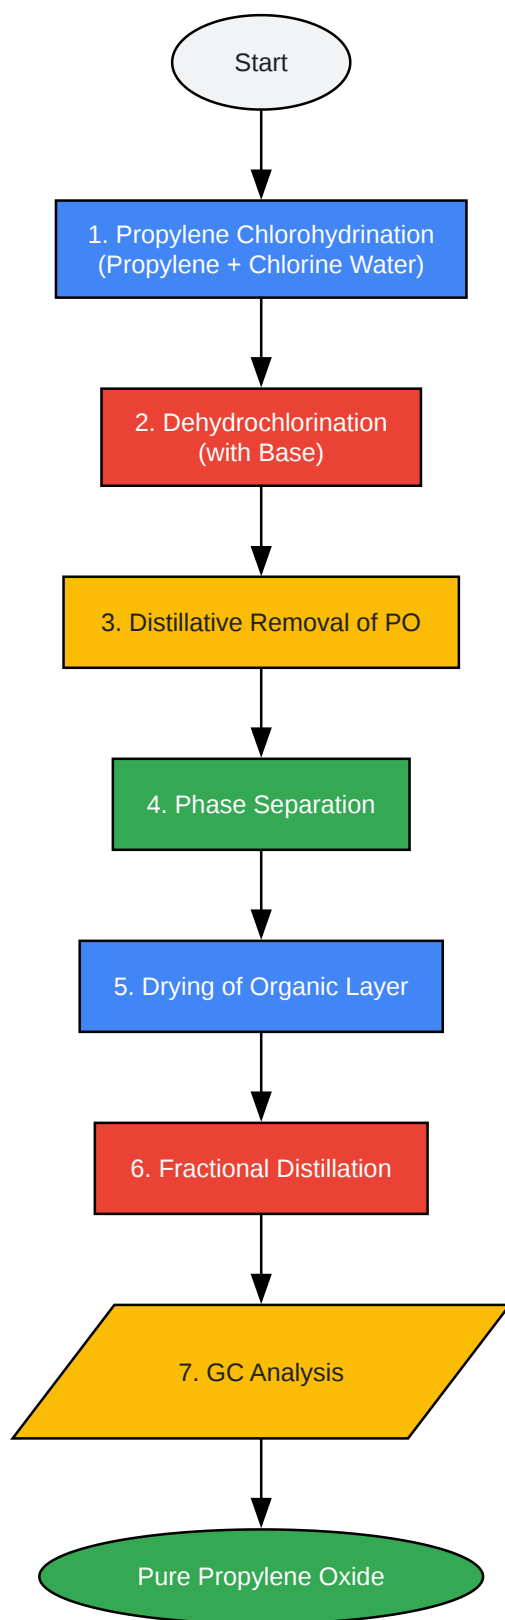 Start
1. Propylene Chlorohydrination
(Propylene + Chlorine Water)
2. Dehydrochlorination
(with Base)
3. Distillative Removal of PO
4. Phase Separation
5. Drying of Organic Layer
6. Fractional Distillation
7. GC Analysis
Pure Propylene Oxide